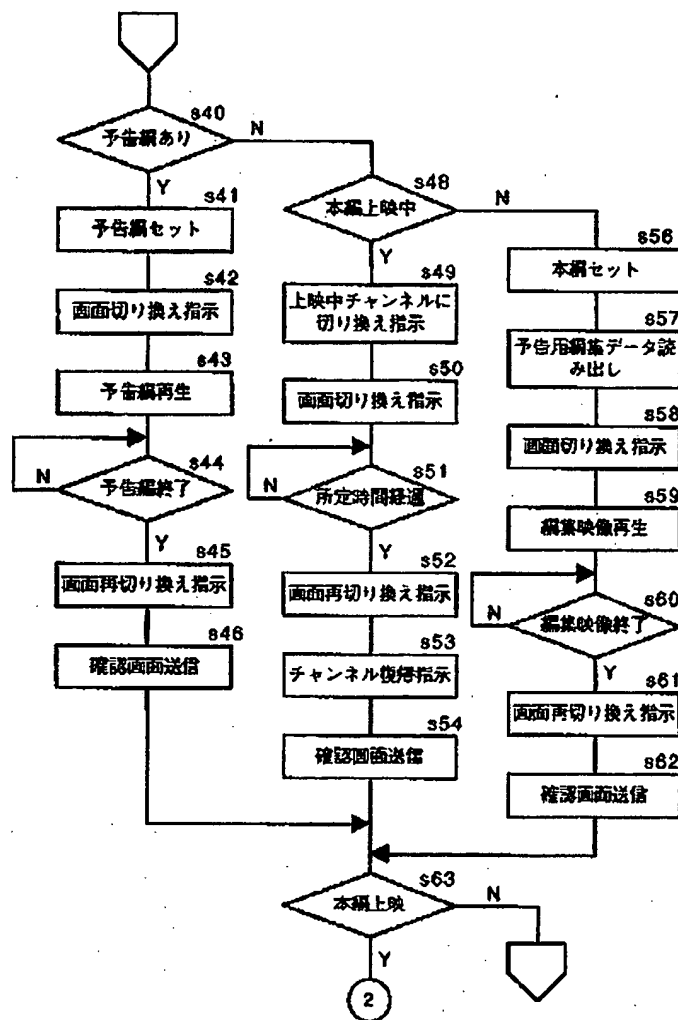 s40
予告編あり
N
Y
s41
予告編セット
s42
画面切り換え指示
s43
予告編再生
s44
予告編終了
N
Y
s45
画面再切り換え指示
s46
確認画面送信
s48
本編上映中
N
Y
s49
上映中チャンネルに
切り換え指示
s50
画面切り換え指示
s51
所定時間経過
N
Y
s52
画面再切り換え指示
s53
チャンネル復帰指示
s54
確認画面送信
s56
本編セット
s57
予告用編集データ読
み出し
s58
画面切り換え指示
s59
編集映像再生
s60
編集映像終了
N
Y
s61
画面再切り換え指示
s62
確認画面送信
s63
本編上映
N
Y
2